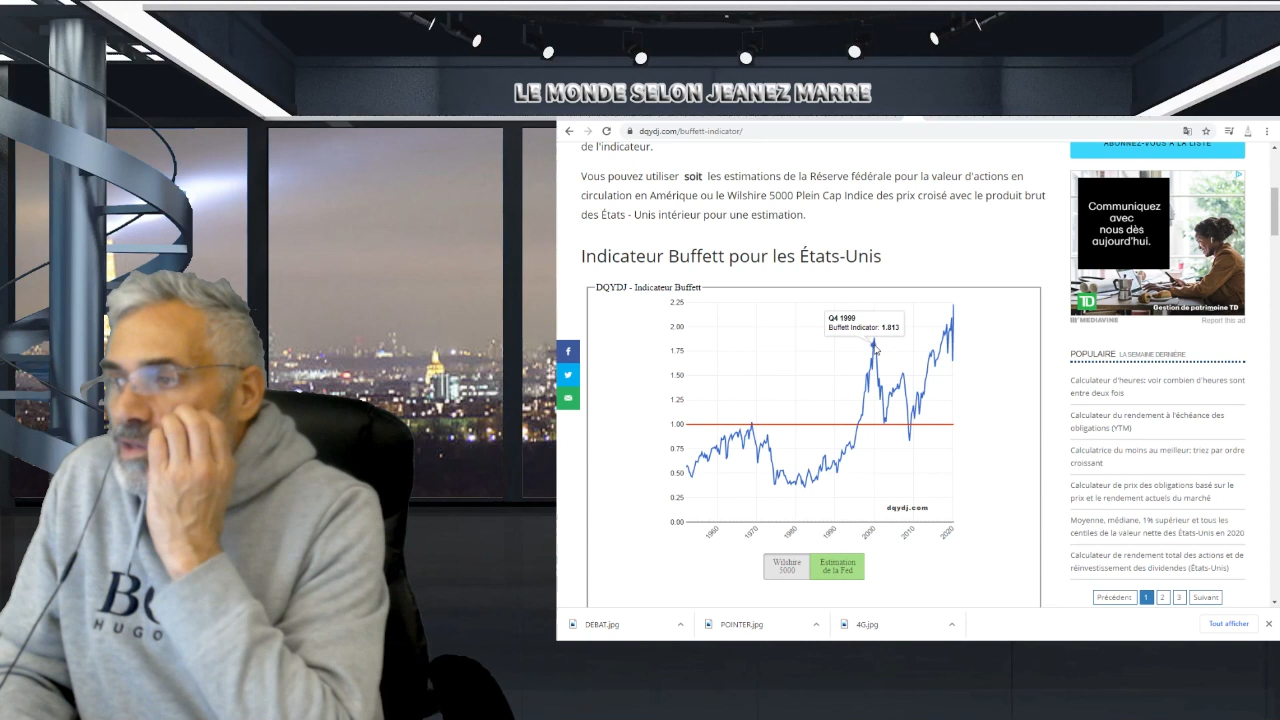 LE MONDE SELON JEANEZ MARRE
dqydj.com/buffett-indicator/
de l'indicateur.
Vous pouvez utiliser soit les estimations de la Réserve fédérale pour la valeur d'actions en
circulation en Amérique ou le Wilshire 5000 Plein Cap Indice des prix croisé avec le produit brut
des États - Unis intérieur pour une estimation.
Indicateur Buffett pour les États-Unis
DQYDJ - Indicateur Buffett
2.25
2.00
1.75
1.50
1.25
1.00
0.75
0.50
0.25
0.00
Q4 1999
Buffett Indicator: 1.813
dqydj.com
1960
1970
1980
1990
2000
2010
2020
Wilshire
5000
Estimation
de la Fed
ABONNEZ-VOUS À LA LISTE
Communiquez
avec
nous dès
aujourd'hui.
TD
Gestion de patrimoine TD
MEDIAVINE
Report this ad
POPULAIRE LA SEMAINE DERNIÈRE
Calculateur d'heures: voir combien d'heures sont
entre deux fois
Calculateur du rendement à l'échéance des
obligations (YTM)
Calculatrice du moins au meilleur: triez par ordre
croissant
Calculateur de prix des obligations basé sur le
prix et le rendement actuels du marché
Moyenne, médiane, 1% supérieur et tous les
centiles de la valeur nette des États-Unis en 2020
Calculateur de rendement total des actions et de
réinvestissement des dividendes (États-Unis)
Précédent 1 2 3 Suivant
DEBAT.jpg
POINTER.jpg
4G.jpg
Tout afficher
HUGO